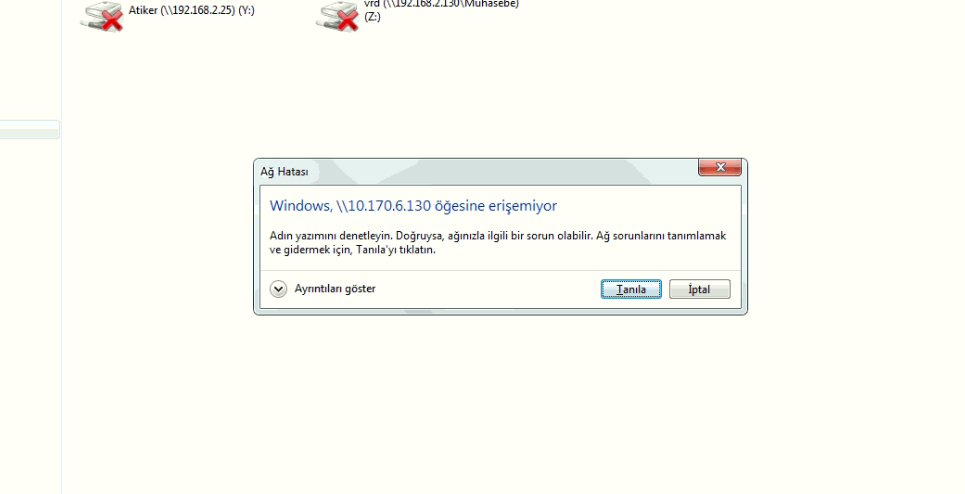 Atiker (\\192.168.2.25) (Y:)
vrd (\\192.168.2.130\Muhasebe)
(Z:)
Ağ Hatası
Windows, \\10.170.6.130 öğesine erişemiyor
Adın yazımını denetleyin. Doğruysa, ağınızla ilgili bir sorun olabilir. Ağ sorunlarını tanımlamak
ve gidermek için, Tanıla'yı tıklatın.
Ayrıntıları göster
Tanıla
İptal